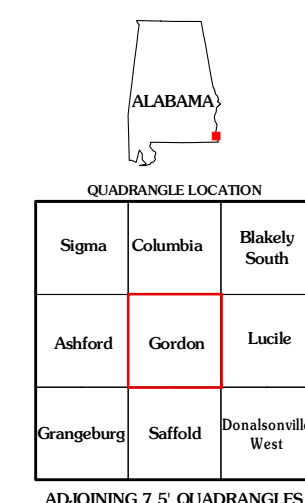 ALABAMA
QUADRANGLE LOCATION
Sigma Columbia Blakely South
Ashford Gordon Lucile
Grangeburg Saffold Donalsonville West
ADJOINING 7.5' QUADRANGLES